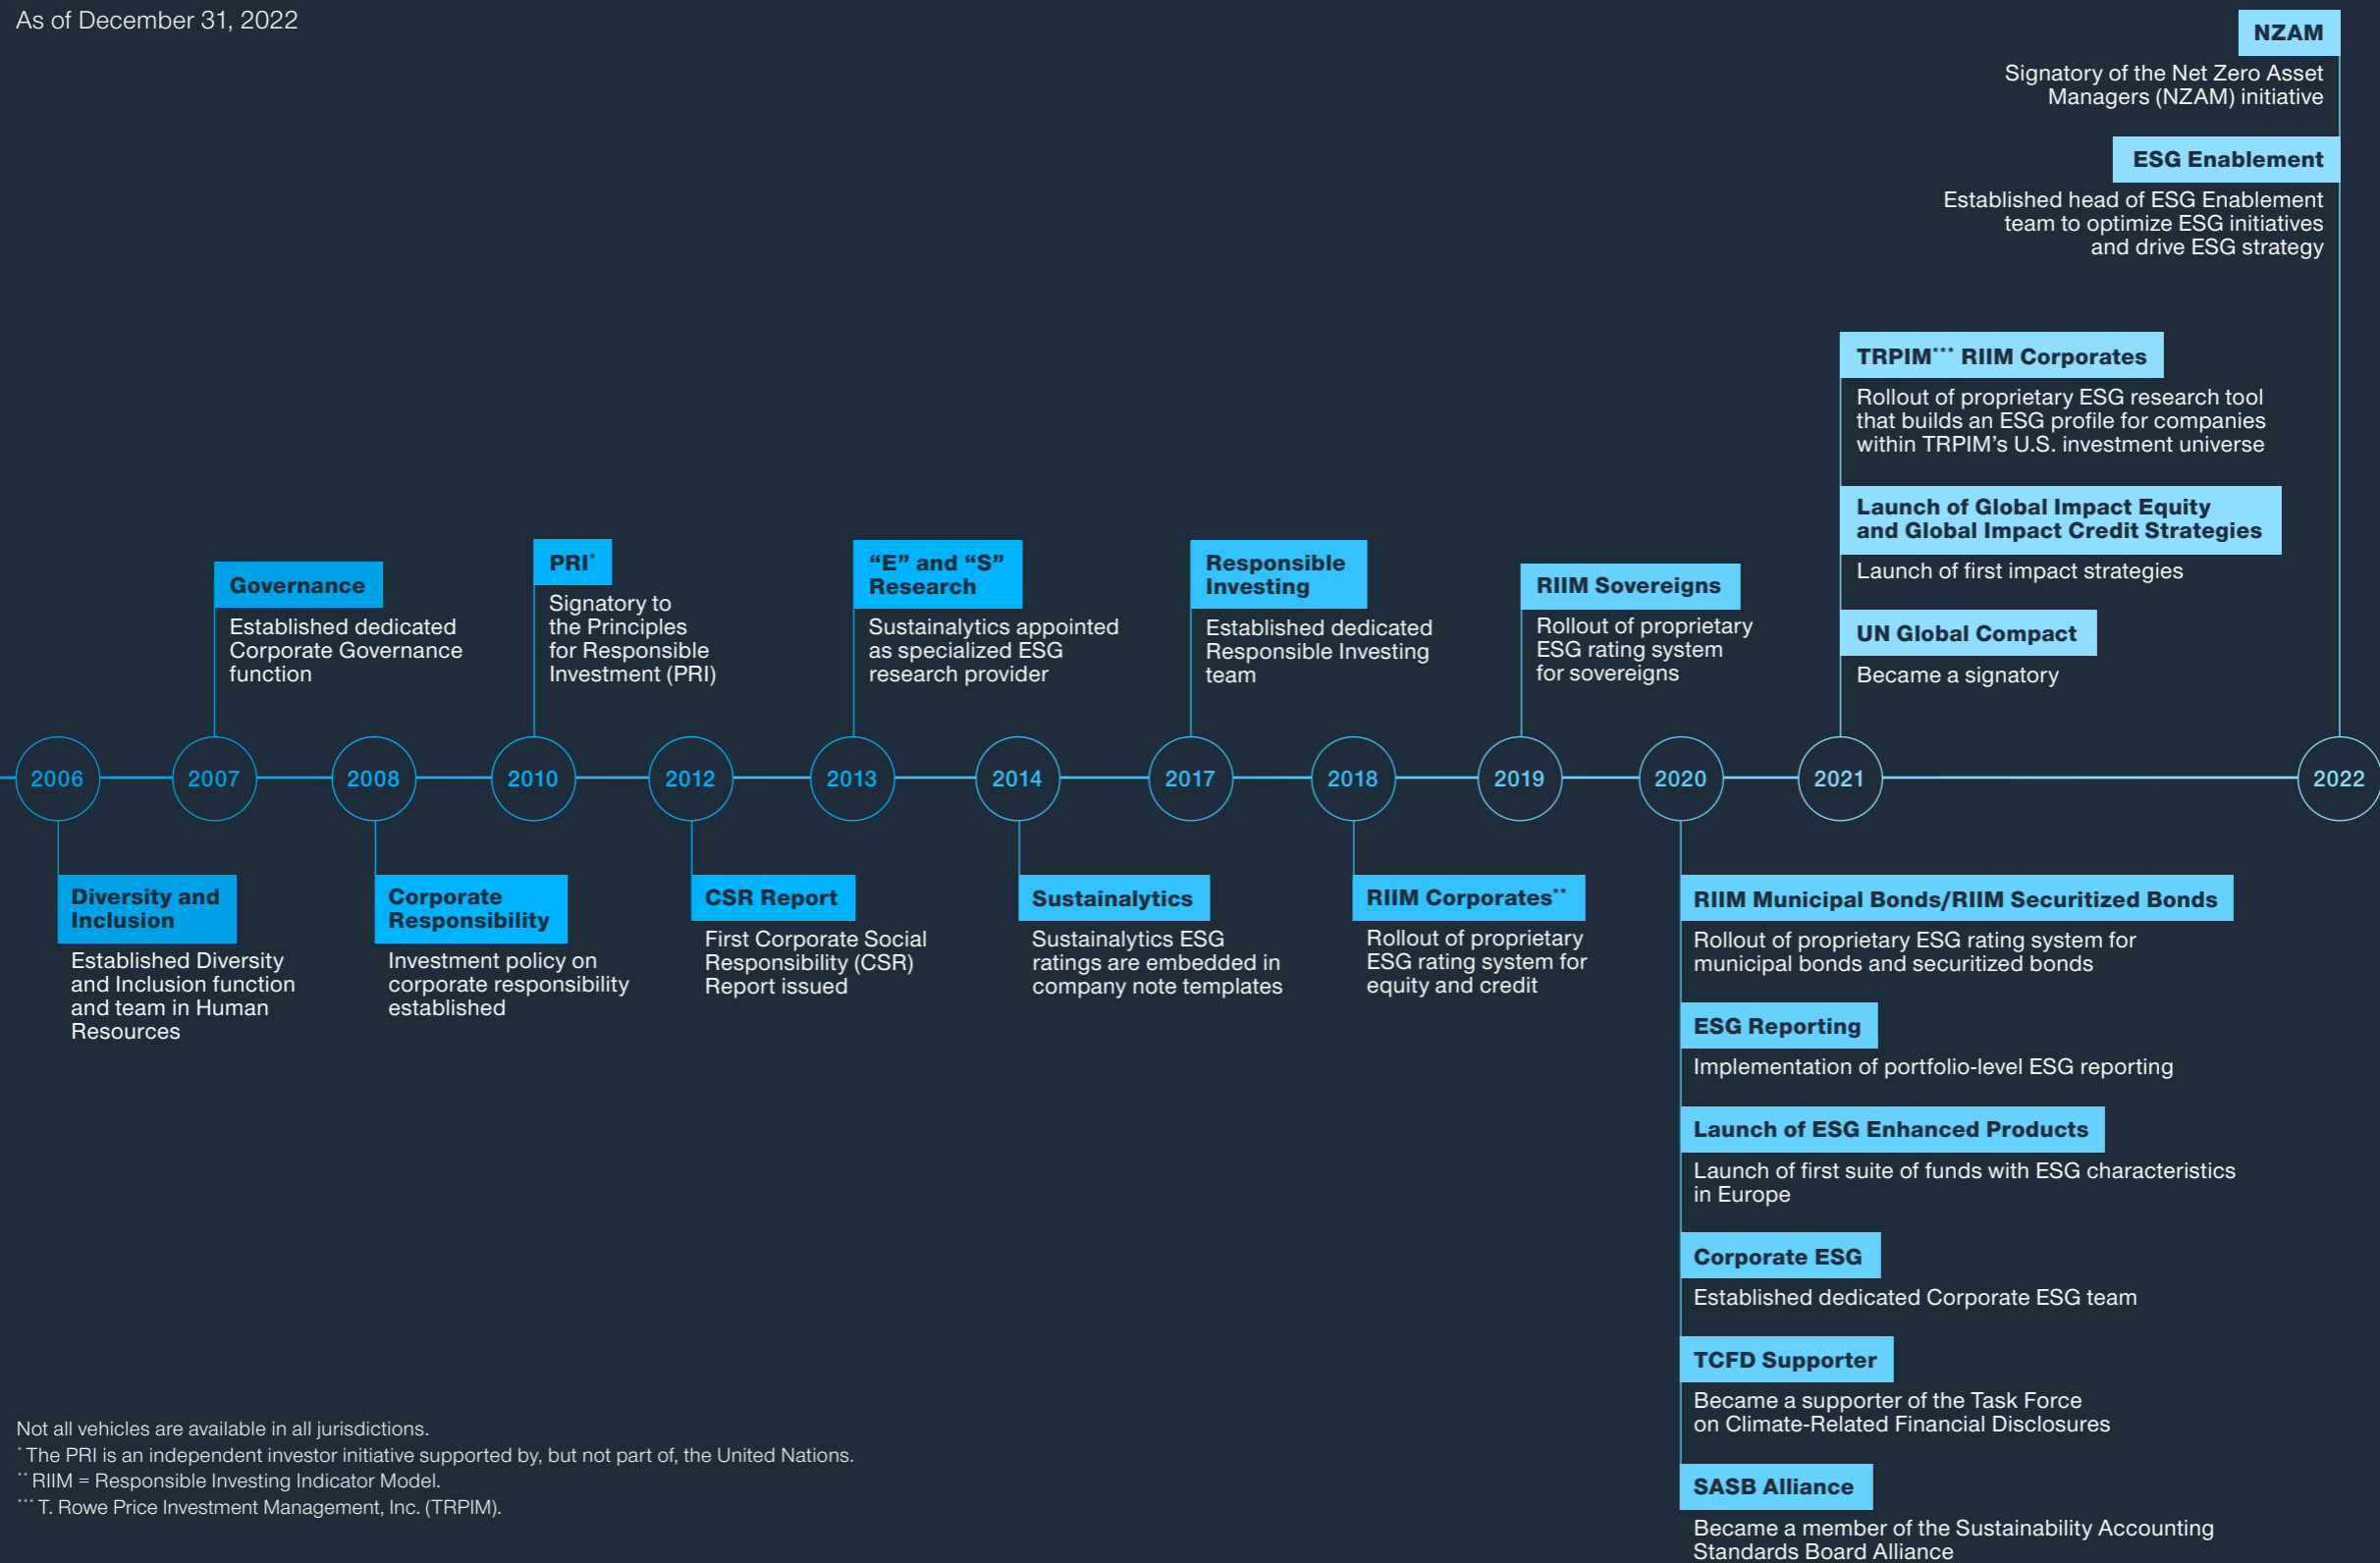 As of December 31, 2022
NZAM
Signatory of the Net Zero Asset
Managers (NZAM) initiative
ESG Enablement
Established head of ESG Enablement
team to optimize ESG initiatives
and drive ESG strategy
TRPIM*** RIIM Corporates
Rollout of proprietary ESG research tool
that builds an ESG profile for companies
within TRPIM’s U.S. investment universe
Launch of Global Impact Equity
and Global Impact Credit Strategies
Launch of first impact strategies
UN Global Compact
Became a signatory
Governance
Established dedicated
Corporate Governance
function
PRI*
Signatory to
the Principles
for Responsible
Investment (PRI)
“E” and “S”
Research
Sustainalytics appointed
as specialized ESG
research provider
Responsible
Investing
Established dedicated
Responsible Investing
team
RIIM Sovereigns
Rollout of proprietary
ESG rating system
for sovereigns
2006
2007
2008
2010
2012
2013
2014
2017
2018
2019
2020
2021
2022
Diversity and
Inclusion
Established Diversity
and Inclusion function
and team in Human
Resources
Corporate
Responsibility
Investment policy on
corporate responsibility
established
CSR Report
First Corporate Social
Responsibility (CSR)
Report issued
Sustainalytics
Sustainalytics ESG
ratings are embedded in
company note templates
RIIM Corporates**
Rollout of proprietary
ESG rating system for
equity and credit
RIIM Municipal Bonds/RIIM Securitized Bonds
Rollout of proprietary ESG rating system for
municipal bonds and securitized bonds
ESG Reporting
Implementation of portfolio-level ESG reporting
Launch of ESG Enhanced Products
Launch of first suite of funds with ESG characteristics
in Europe
Corporate ESG
Established dedicated Corporate ESG team
TCFD Supporter
Became a supporter of the Task Force
on Climate-Related Financial Disclosures
SASB Alliance
Became a member of the Sustainability Accounting
Standards Board Alliance
Not all vehicles are available in all jurisdictions.
* The PRI is an independent investor initiative supported by, but not part of, the United Nations.
** RIIM = Responsible Investing Indicator Model.
*** T. Rowe Price Investment Management, Inc. (TRPIM).